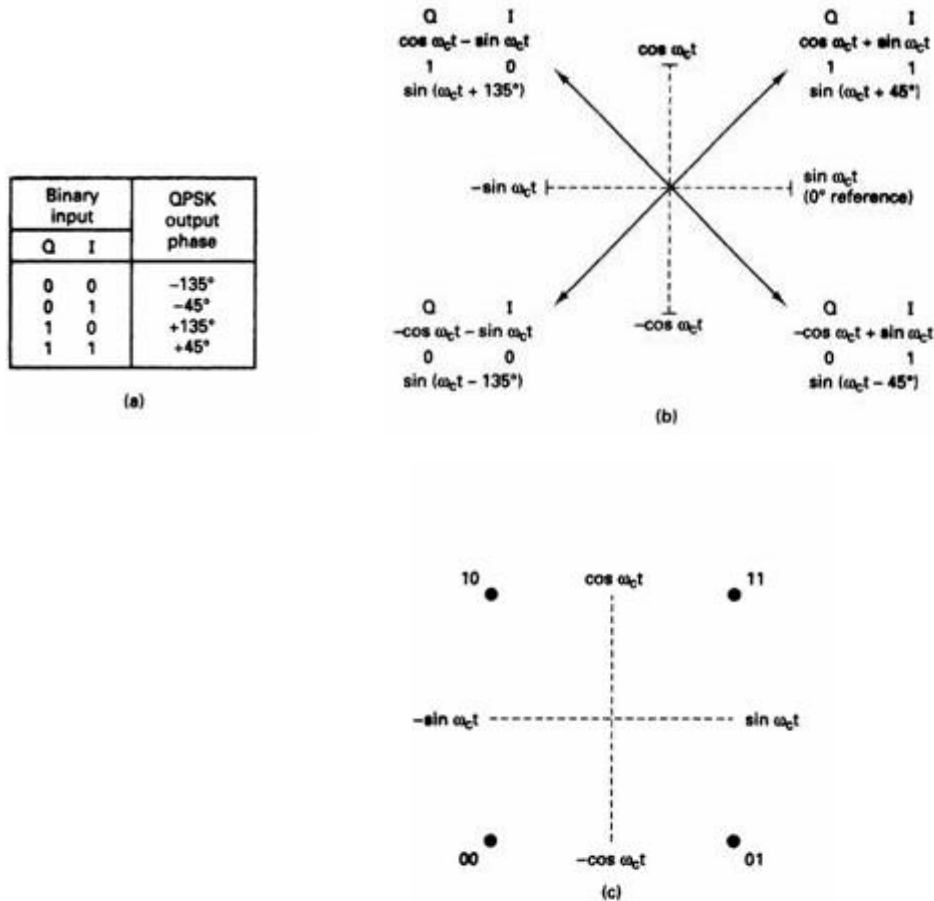 Binary input QPSK output phase
Q I
0 0 −135°
0 1 −45°
1 0 +135°
1 1 +45°
(a)
Q I Q I
cos ωct − sin ωct cos ωct cos ωct + sin ωct
1 0 1 1
sin (ωct + 135°) sin (ωct + 45°)
−sin ωct sin ωct
(0° reference)
Q I Q I
−cos ωct − sin ωct −cos ωct −cos ωct + sin ωct
0 0 0 1
sin (ωct − 135°) sin (ωct − 45°)
(b)
10 cos ωct 11
−sin ωct sin ωct
00 −cos ωct 01
(c)